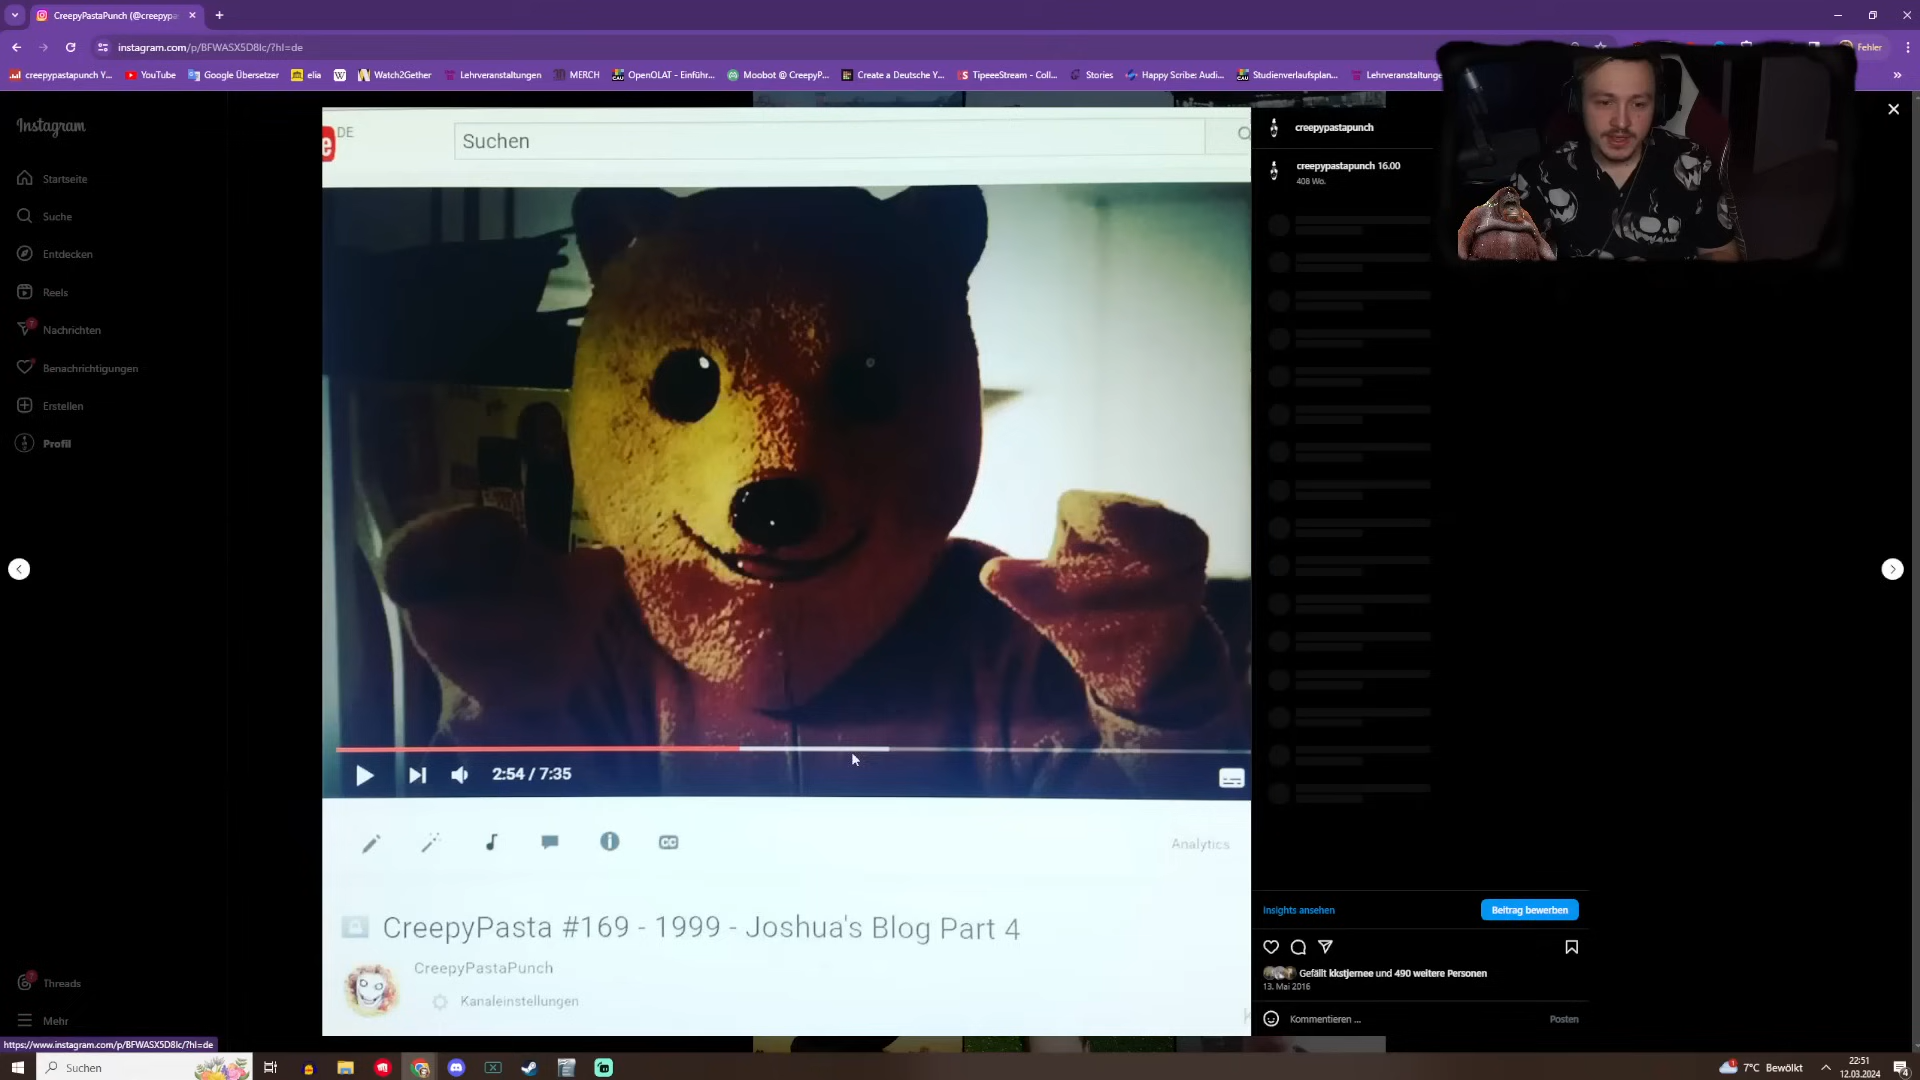 CreepyPastaPunch (@creepyp
instagram.com/p/BFWASX5D8lc/?hl=de
Fehler
creepypastapunch Y...
YouTube
Google Übersetzer
elia
Watch2Gether
Lehrveranstaltungen
MERCH
OpenOLAT - Einführ...
Moobot @ CreepyP...
Create a Deutsche Y...
TipeeeStream - Coll...
Stories
Happy Scribe: Audi...
Studienverlaufsplan...
Lehrveranstaltunge
Instagram
Startseite
Suche
Entdecken
Reels
Nachrichten
Benachrichtigungen
Erstellen
Profil
Threads
Mehr
DE
Suchen
2:54 / 7:35
Analytics
CreepyPasta #169 - 1999 - Joshua's Blog Part 4
CreepyPastaPunch
Kanaleinstellungen
creepypastapunch
creepypastapunch 16.00
408 Wo.
Insights ansehen
Beitrag bewerben
Gefällt kkstjernee und 490 weitere Personen
13. Mai 2016
Kommentieren ...
Posten
https://www.instagram.com/p/BFWASX5D8lc/?hl=de
Suchen
7°C Bewölkt
22:51
12.03.2024